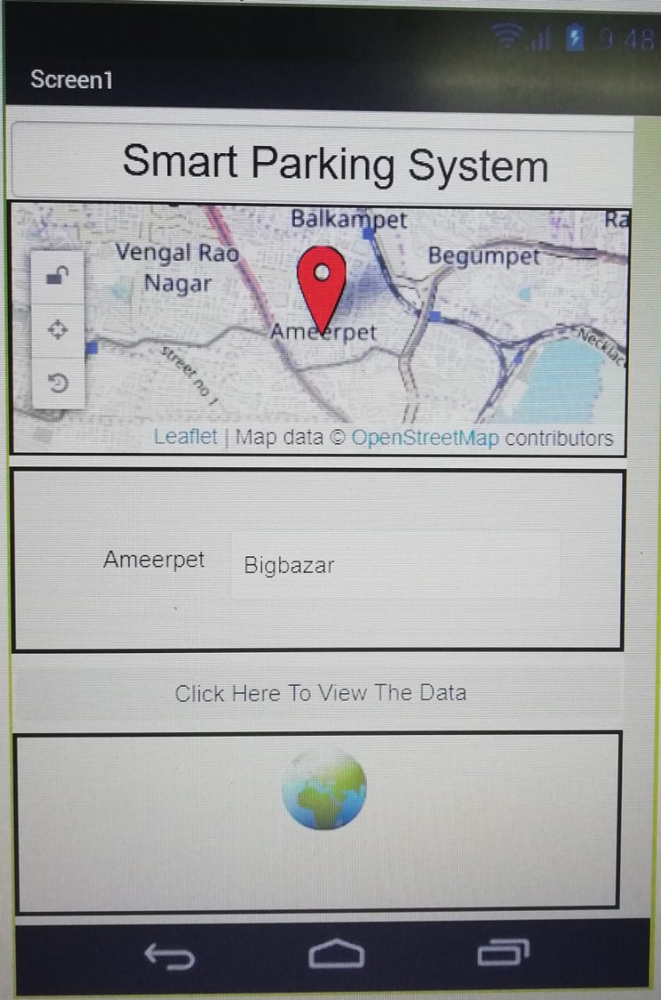 9:48
Screen1
Smart Parking System
Balkampet
Ra
Vengal Rao
Nagar
Begumpet
Ameerpet
Necklac
street no 1
Leaflet | Map data © OpenStreetMap contributors
Ameerpet
Bigbazar
Click Here To View The Data